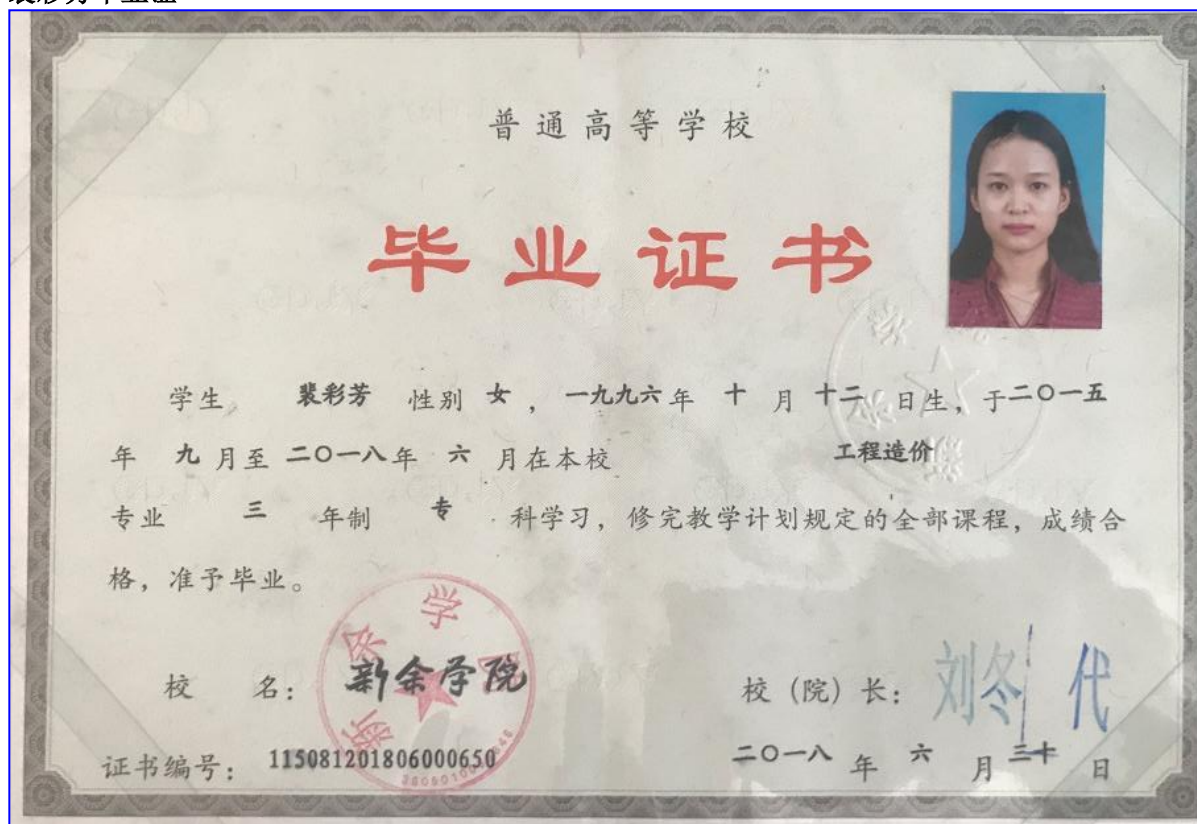 普通高等学校
毕业证书
学生 裴彩芳 性别 女，一九九六年 十 月 十二 日生，于二〇一五
年 九 月至 二〇一八年 六 月在本校 工程造价
专业 三 年制 专 科学习，修完教学计划规定的全部课程，成绩合
格，准予毕业。
校 名：新余学院
校（院）长：刘冬 代
证书编号：115081201806000650
二〇一八 年 六 月 三十 日